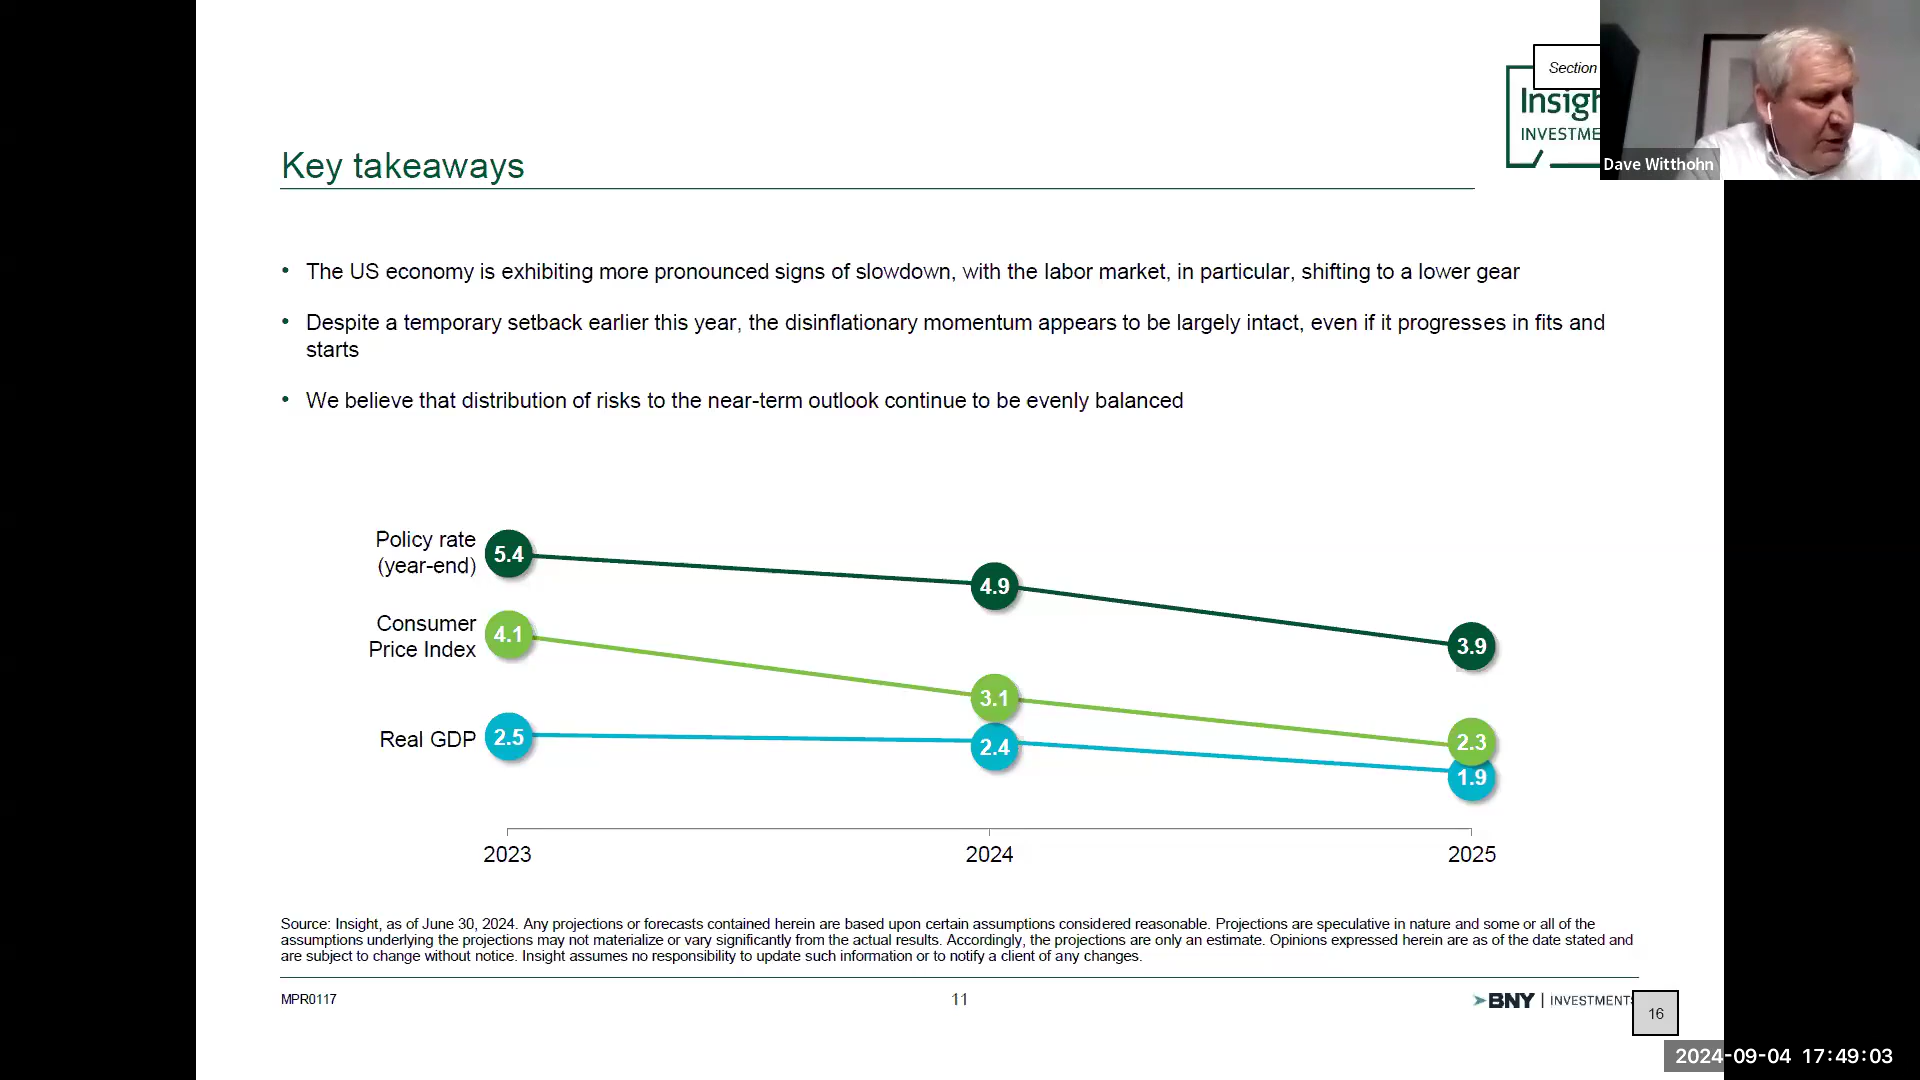 Section
Insigh
INVESTME
Dave Witthohn
Key takeaways
• The US economy is exhibiting more pronounced signs of slowdown, with the labor market, in particular, shifting to a lower gear
• Despite a temporary setback earlier this year, the disinflationary momentum appears to be largely intact, even if it progresses in fits and
starts
• We believe that distribution of risks to the near-term outlook continue to be evenly balanced
Policy rate
(year-end)
5.4
4.9
3.9
Consumer
Price Index
4.1
3.1
2.3
Real GDP
2.5
2.4
1.9
2023
2024
2025
Source: Insight, as of June 30, 2024. Any projections or forecasts contained herein are based upon certain assumptions considered reasonable. Projections are speculative in nature and some or all of the
assumptions underlying the projections may not materialize or vary significantly from the actual results. Accordingly, the projections are only an estimate. Opinions expressed herein are as of the date stated and
are subject to change without notice. Insight assumes no responsibility to update such information or to notify a client of any changes.
MPR0117
11
BNY | INVESTMENTS
16
2024-09-04 17:49:03